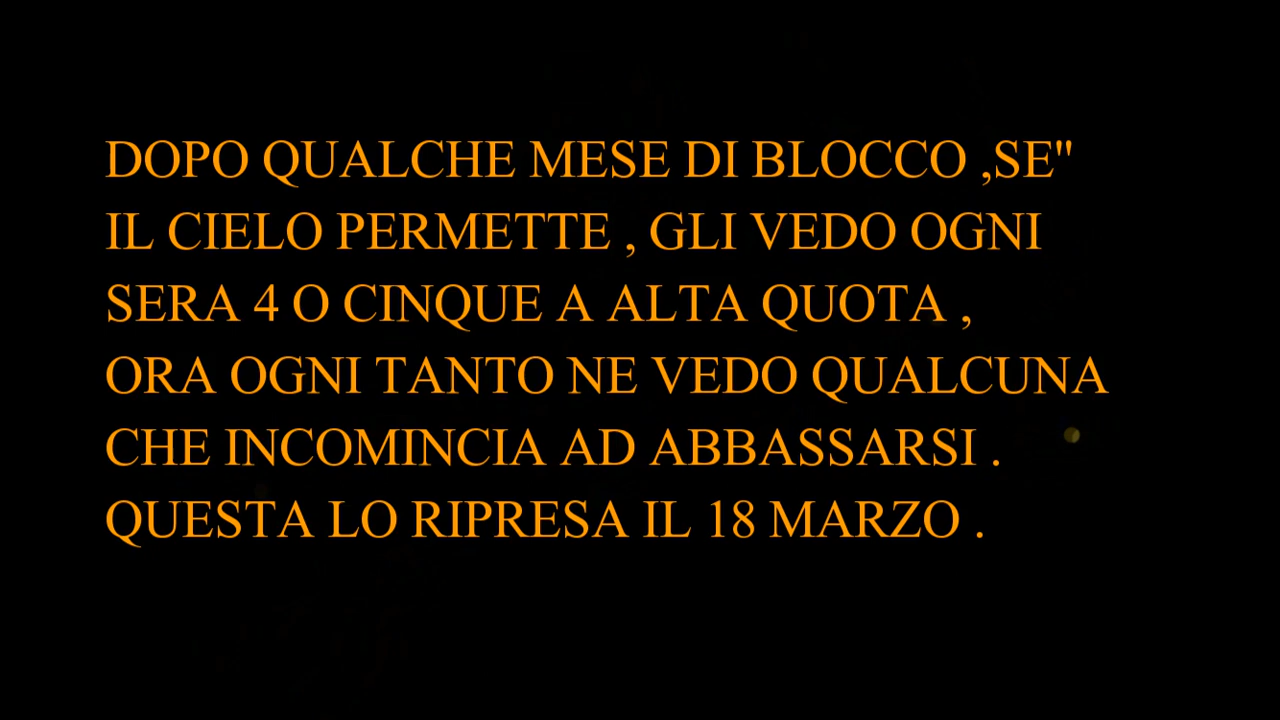 DOPO QUALCHE MESE DI BLOCCO ,SE"
IL CIELO PERMETTE , GLI VEDO OGNI
SERA 4 O CINQUE A ALTA QUOTA ,
ORA OGNI TANTO NE VEDO QUALCUNA
CHE INCOMINCIA AD ABBASSARSI .
QUESTA LO RIPRESA IL 18 MARZO .